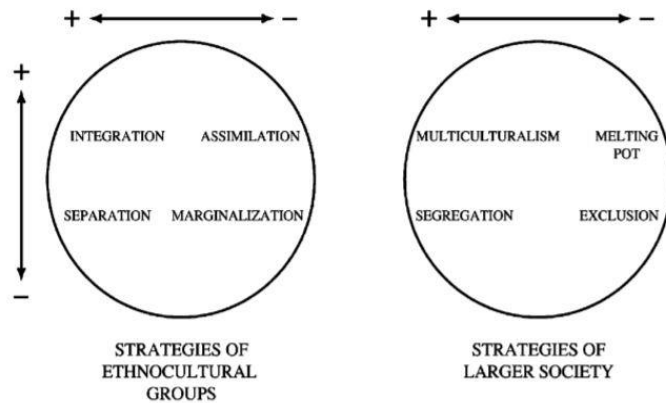 + −
+
−
INTEGRATION ASSIMILATION
SEPARATION MARGINALIZATION
STRATEGIES OF
ETHNOCULTURAL
GROUPS
+ −
MULTICULTURALISM MELTING
POT
SEGREGATION EXCLUSION
STRATEGIES OF
LARGER SOCIETY